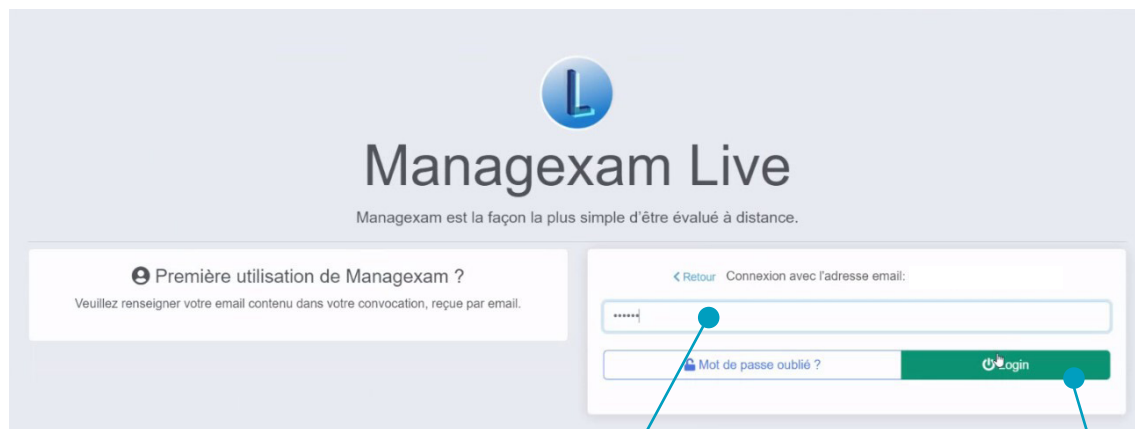 L
Managexam Live
Managexam est la façon la plus simple d'être évalué à distance.
Première utilisation de Managexam ?
Veuillez renseigner votre email contenu dans votre convocation, reçue par email.
Retour Connexion avec l'adresse email:
••••••
Mot de passe oublié ?
Login